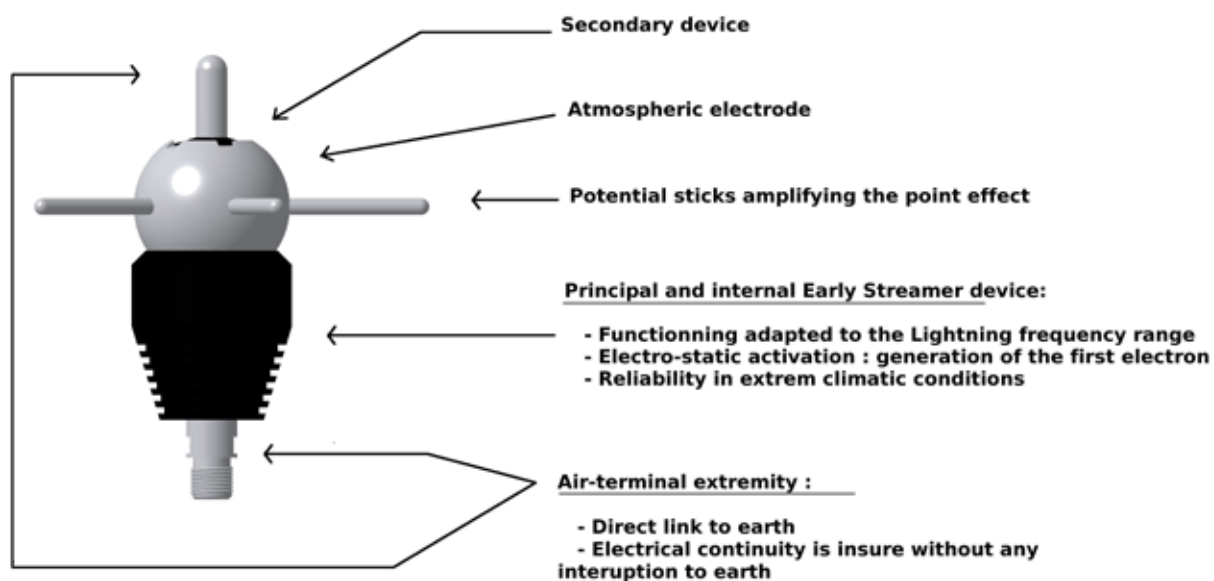 Secondary device
Atmospheric electrode
Potential sticks amplifying the point effect
Principal and internal Early Streamer device:
- Functionning adapted to the Lightning frequency range
- Electro-static activation : generation of the first electron
- Reliability in extrem climatic conditions
Air-terminal extremity :
- Direct link to earth
- Electrical continuity is insure without any
interuption to earth